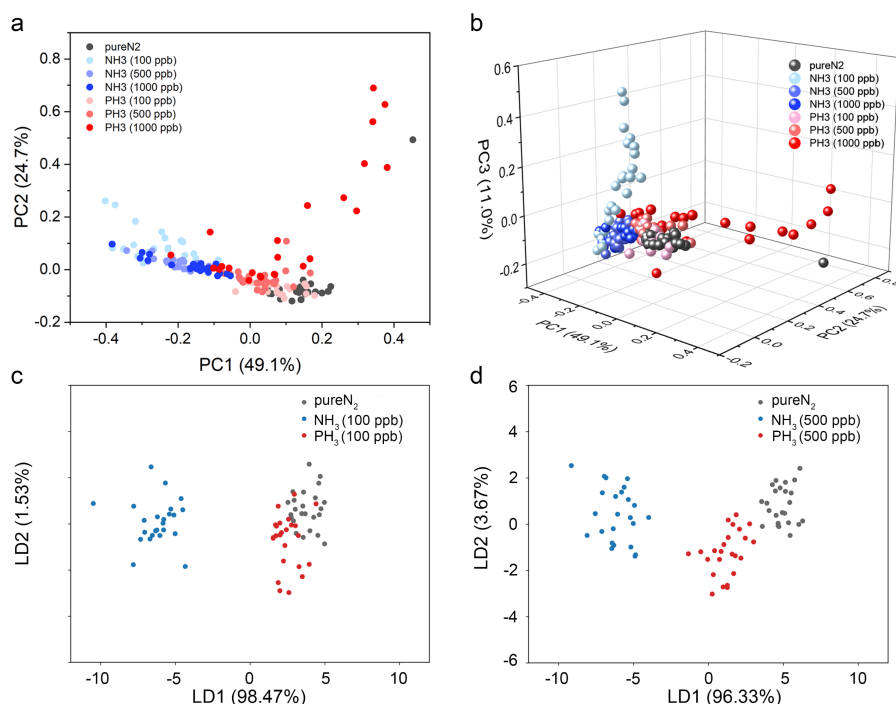 a
0.8
0.6
0.4
0.2
0.0
-0.2
PC2 (24.7%)
pureN2
NH3 (100 ppb)
NH3 (500 ppb)
NH3 (1000 ppb)
PH3 (100 ppb)
PH3 (500 ppb)
PH3 (1000 ppb)
-0.4 -0.2 0.0 0.2 0.4
PC1 (49.1%)
b
0.6
0.4
0.2
0.0
-0.2
PC3 (11.0%)
pureN2
NH3 (100 ppb)
NH3 (500 ppb)
NH3 (1000 ppb)
PH3 (100 ppb)
PH3 (500 ppb)
PH3 (1000 ppb)
-0.4 -0.2 0.0 0.2 0.4
PC1 (49.1%)
-0.2 0.0 0.2 0.4 0.6 0.8
PC2 (24.7%)
c
LD2 (1.53%)
pureN₂
NH₃ (100 ppb)
PH₃ (100 ppb)
-10 -5 0 5 10
LD1 (98.47%)
d
6
4
2
0
-2
-4
-6
LD2 (3.67%)
pureN₂
NH₃ (500 ppb)
PH₃ (500 ppb)
-10 -5 0 5 10
LD1 (96.33%)